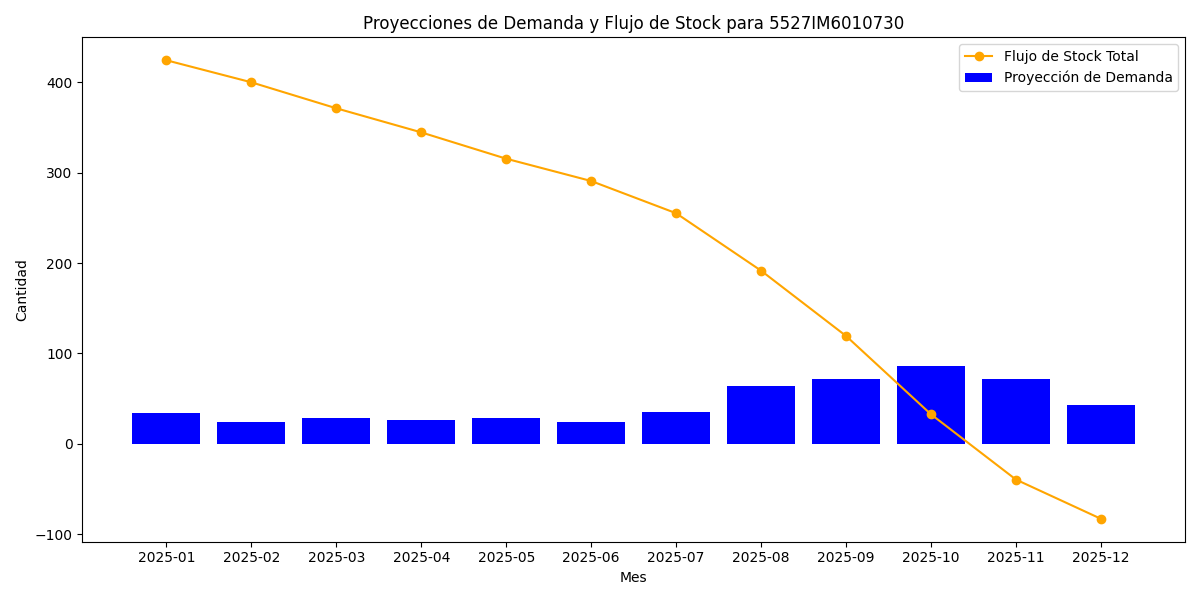 Proyecciones de Demanda y Flujo de Stock para 5527IM6010730
Flujo de Stock Total
Proyección de Demanda
Cantidad
400
300
200
100
0
−100
2025-01 2025-02 2025-03 2025-04 2025-05 2025-06 2025-07 2025-08 2025-09 2025-10 2025-11 2025-12
Mes